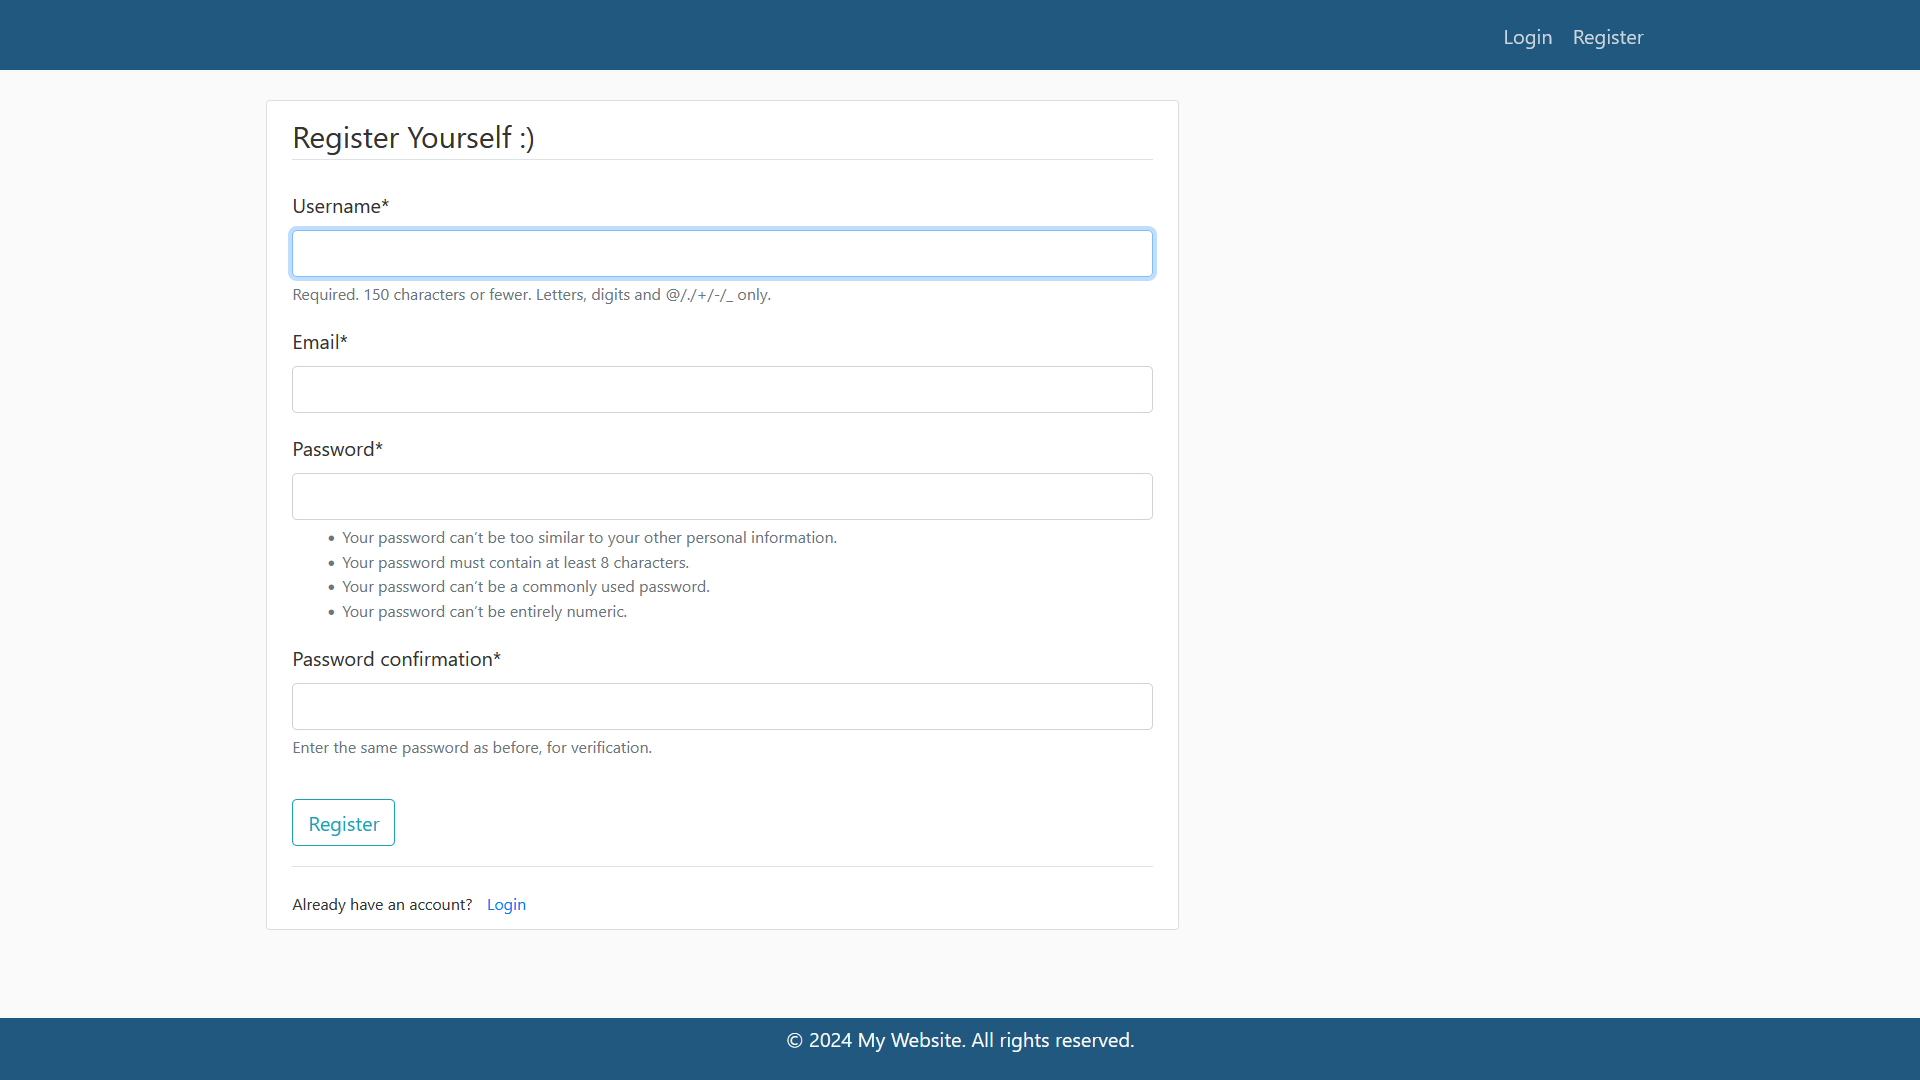 Login Register
Register Yourself :)
Username*
Required. 150 characters or fewer. Letters, digits and @/./+/-/_ only.
Email*
Password*
• Your password can’t be too similar to your other personal information.
• Your password must contain at least 8 characters.
• Your password can’t be a commonly used password.
• Your password can’t be entirely numeric.
Password confirmation*
Enter the same password as before, for verification.
Register
Already have an account? Login
© 2024 My Website. All rights reserved.